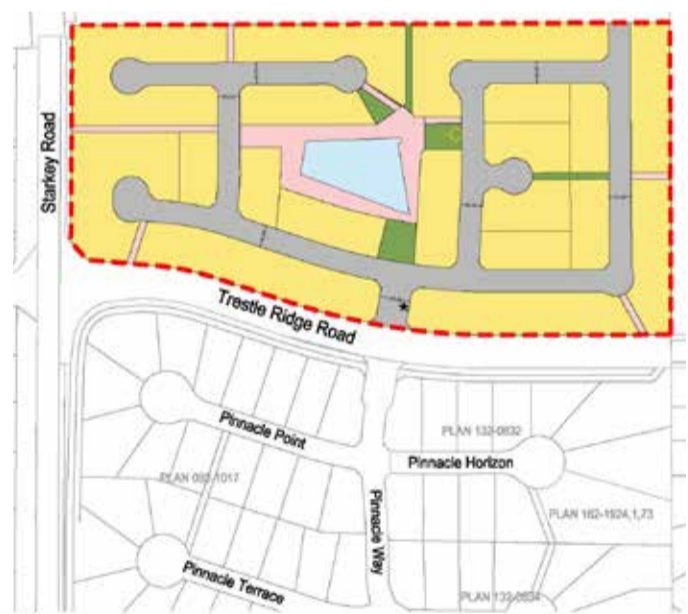 Starkey Road
Trestle Ridge Road
Pinnacle Point
PLAN 132-0832
Pinnacle Horizon
Pinnacle Way
PLAN 162-1924,1,73
Pinnacle Terrace